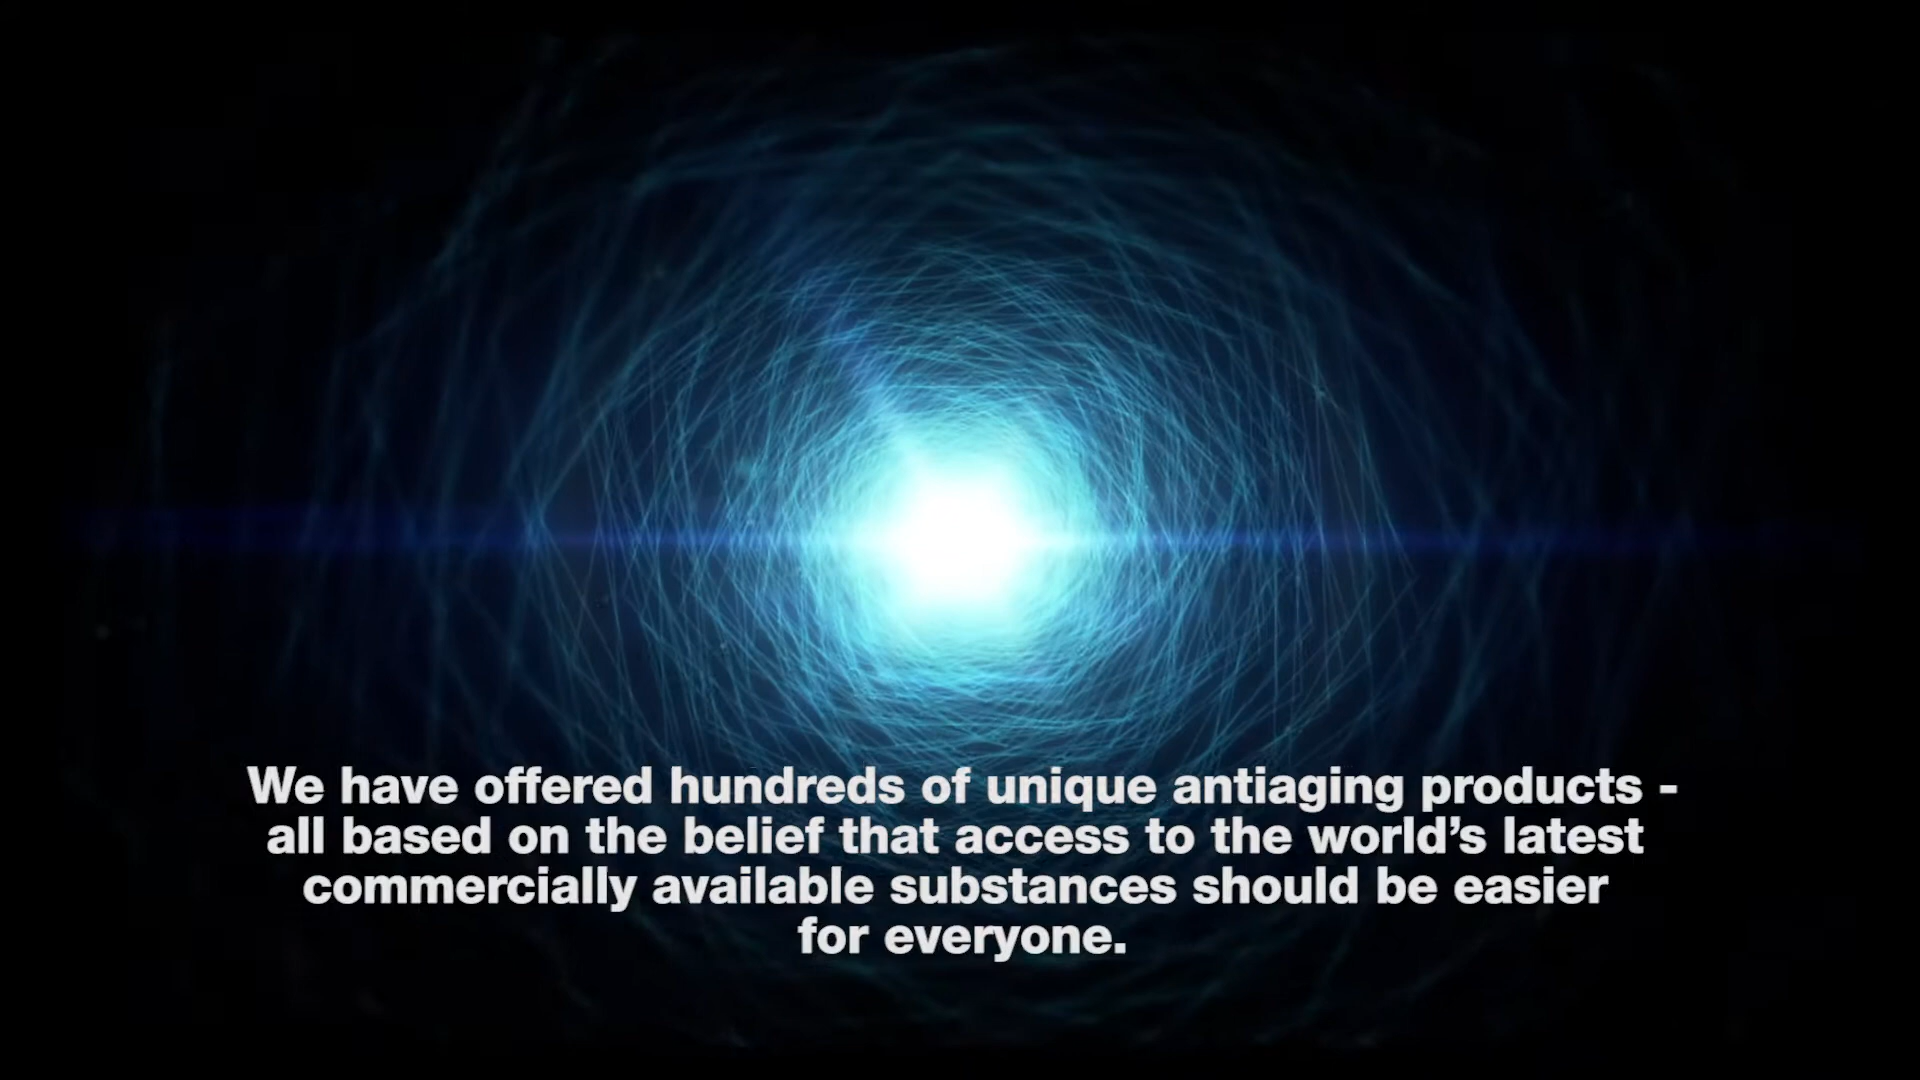 We have offered hundreds of unique antiaging products -
all based on the belief that access to the world’s latest
commercially available substances should be easier
for everyone.